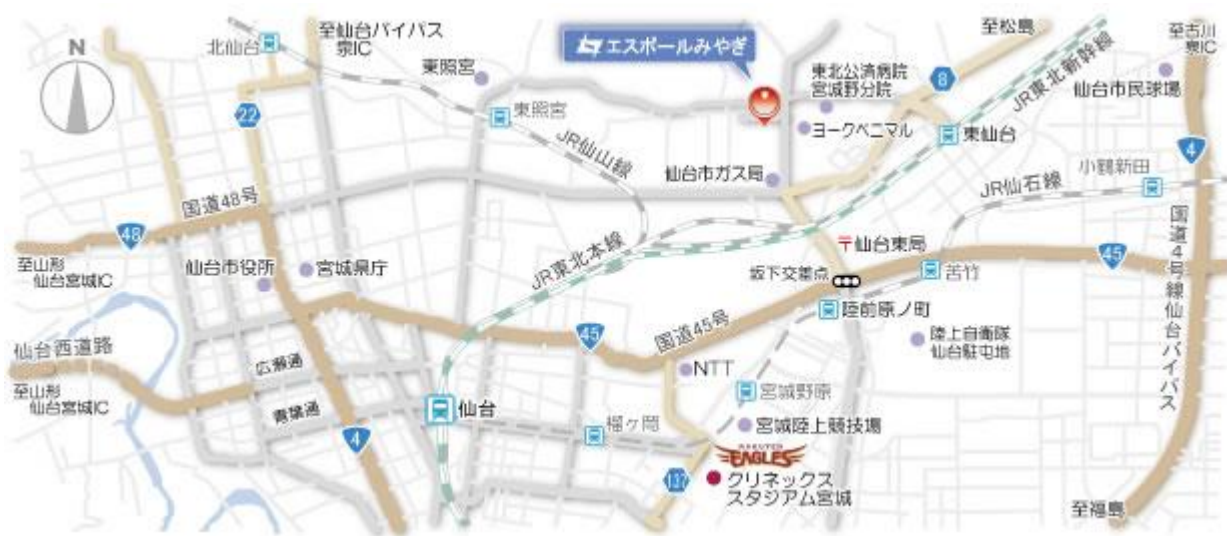 至仙台バイパス
泉IC
北仙台
N
東照宮
エスポールみやぎ
至松島
至古川
泉IC
東北公済病院
宮城野分院
8
JR東北新幹線
仙台市民球場
22
東照宮
ヨークベニマル
東仙台
4
JR仙山線
仙台市ガス局
小鶴新田
JR仙石線
国道48号
48
国道4号線仙台バイパス
JR東北本線
〒仙台東局
至山形
仙台宮城IC
仙台市役所
宮城県庁
坂下交差点
苦竹
45
陸前原ノ町
仙台西道路
45
国道45号
陸上自衛隊
仙台駐屯地
広瀬通
NTT
至山形
仙台宮城IC
宮城野原
青葉通
仙台
榴ヶ岡
宮城陸上競技場
4
RAKUTEN
EAGLES
137
クリネックス
スタジアム宮城
至福島